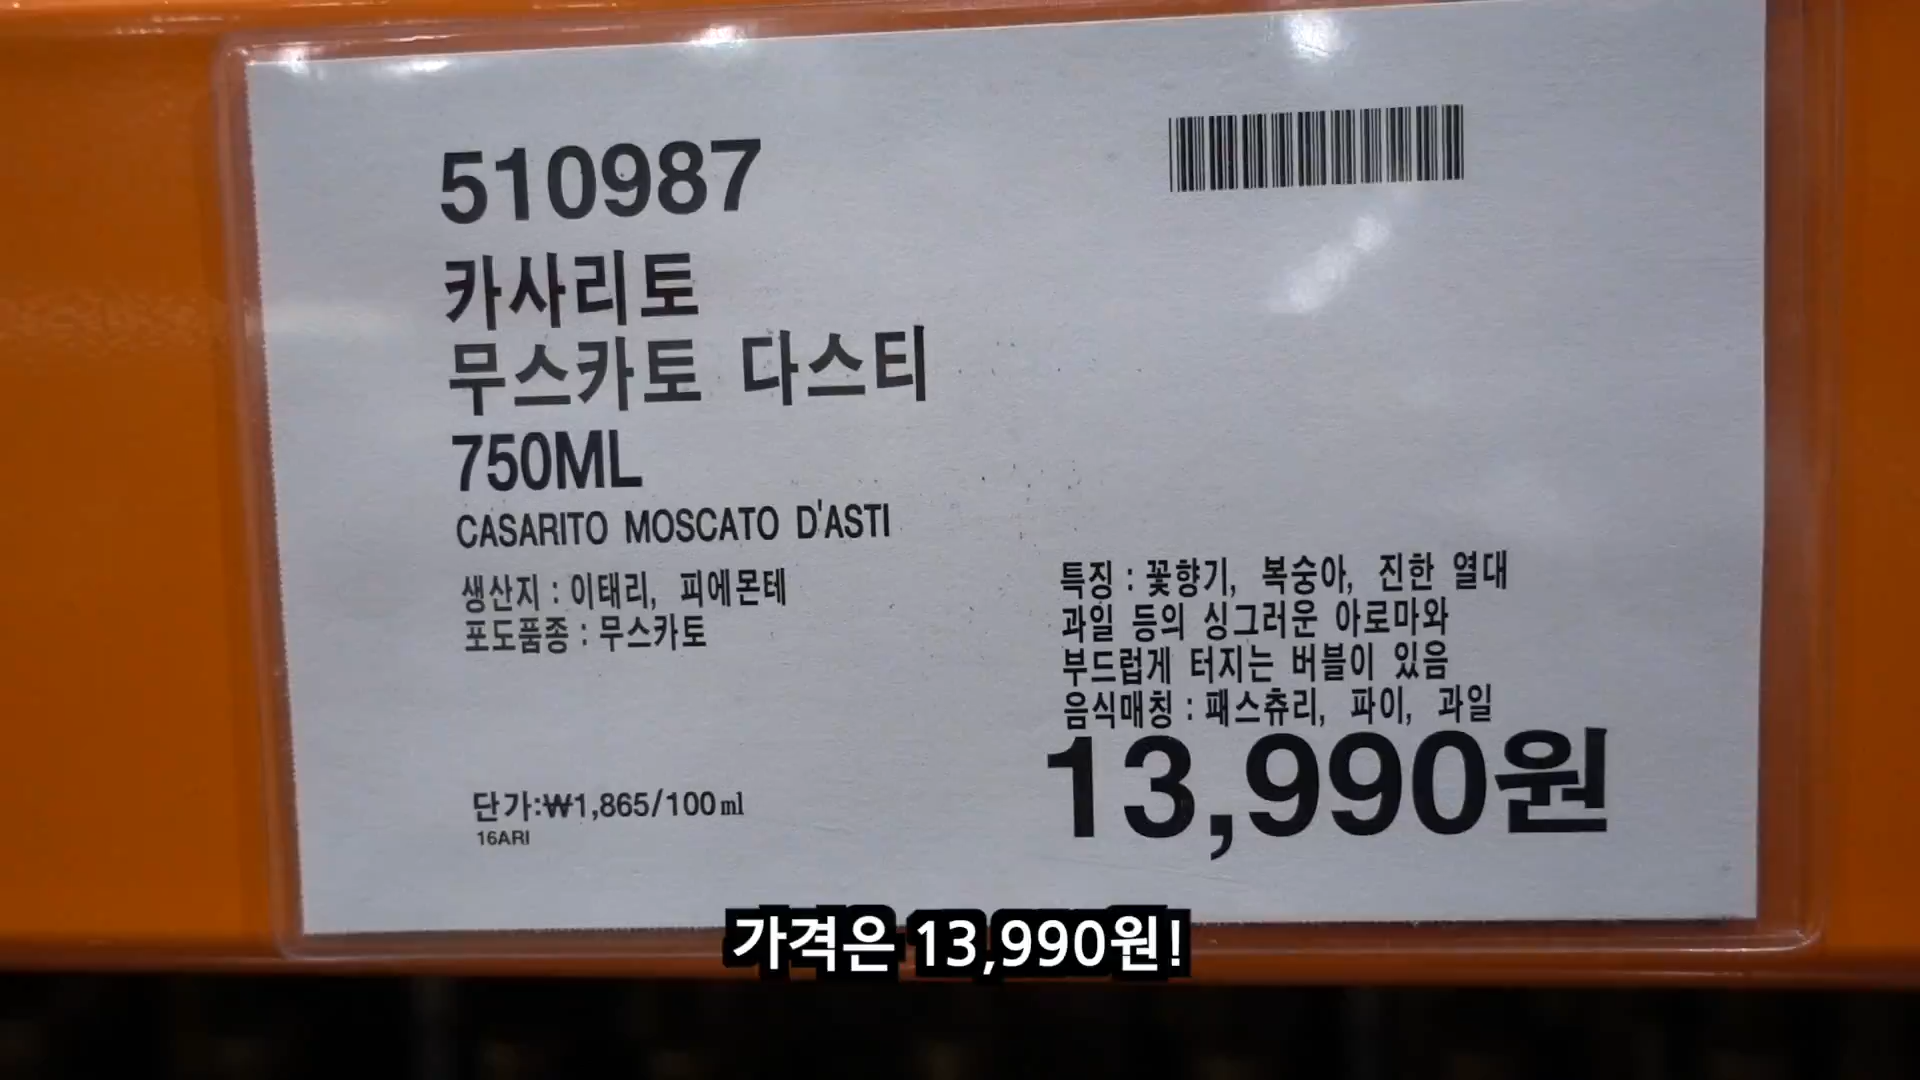 510987
카사리토
무스카토 다스티
750ML
CASARITO MOSCATO D'ASTI
생산지 : 이태리, 피에몬테
포도품종 : 무스카토
특징 : 꽃향기, 복숭아, 진한 열대
과일 등의 싱그러운 아로마와
부드럽게 터지는 버블이 있음
음식매칭 : 패스츄리, 파이, 과일
13,990원
단가:₩1,865/100㎖
16ARI
가격은 13,990원!